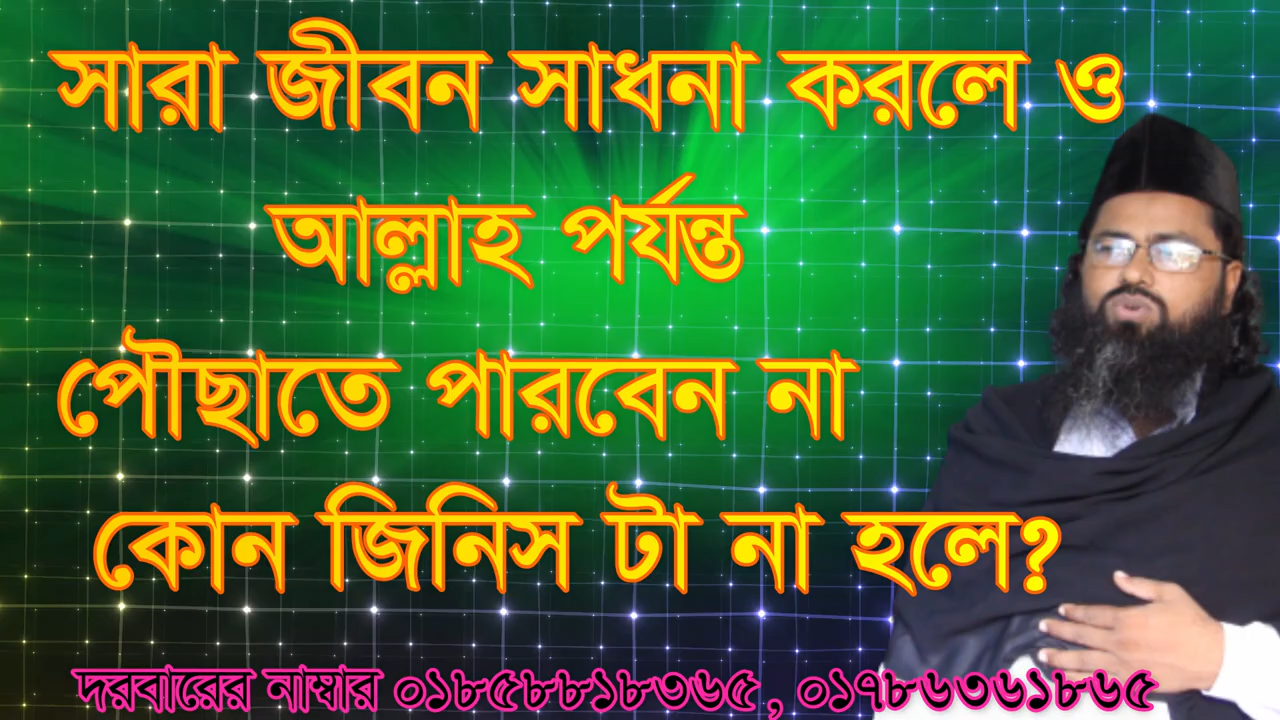 সারা জীবন সাধনা করলে ও
আল্লাহ পর্যন্ত
পৌছাতে পারবেন না
কোন জিনিস টা না হলে?
দরবারের নাম্বার ০১৮৫৮৮১৮৩৬৫, ০১৭৮৬৩৬১৮৬৫